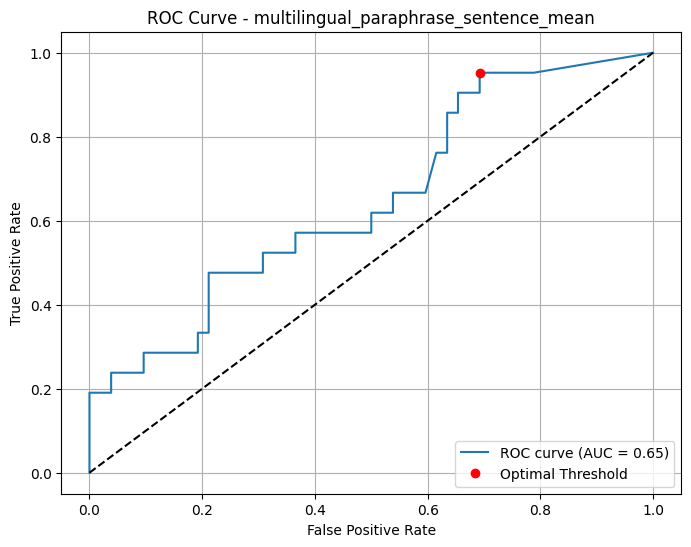 ROC Curve - multilingual_paraphrase_sentence_mean
True Positive Rate
1.0
0.8
0.6
0.4
0.2
0.0
0.0 0.2 0.4 0.6 0.8 1.0
False Positive Rate
ROC curve (AUC = 0.65)
Optimal Threshold